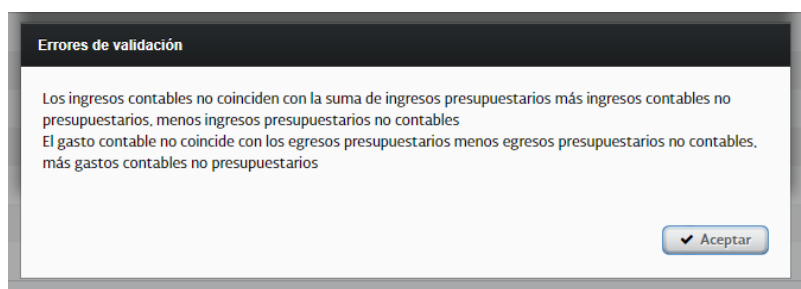 Errores de validación
Los ingresos contables no coinciden con la suma de ingresos presupuestarios más ingresos contables no
presupuestarios, menos ingresos presupuestarios no contables
El gasto contable no coincide con los egresos presupuestarios menos egresos presupuestarios no contables,
más gastos contables no presupuestarios
Aceptar